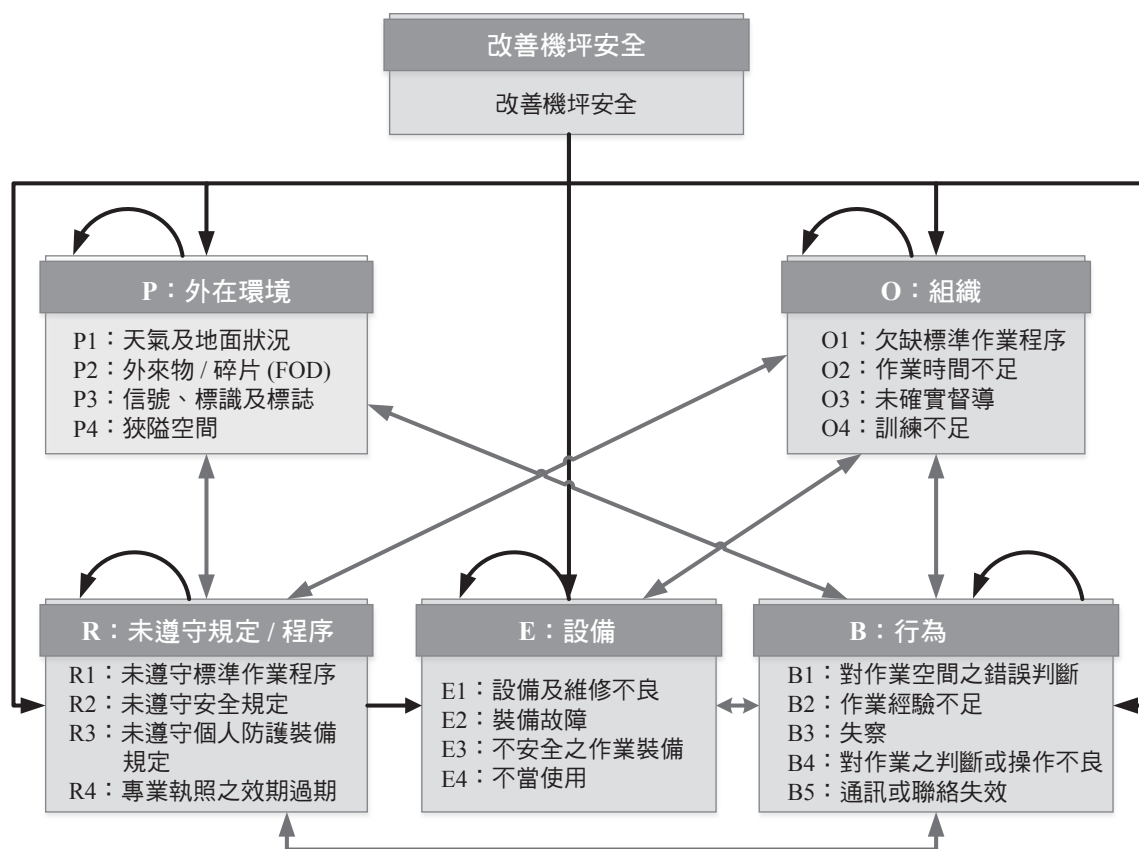 改善機坪安全
改善機坪安全
P：外在環境
P1：天氣及地面狀況
P2：外來物 / 碎片 (FOD)
P3：信號、標識及標誌
P4：狹隘空間
O：組織
O1：欠缺標準作業程序
O2：作業時間不足
O3：未確實督導
O4：訓練不足
R：未遵守規定 / 程序
R1：未遵守標準作業程序
R2：未遵守安全規定
R3：未遵守個人防護裝備
規定
R4：專業執照之效期過期
E：設備
E1：設備及維修不良
E2：裝備故障
E3：不安全之作業裝備
E4：不當使用
B：行為
B1：對作業空間之錯誤判斷
B2：作業經驗不足
B3：失察
B4：對作業之判斷或操作不良
B5：通訊或聯絡失效